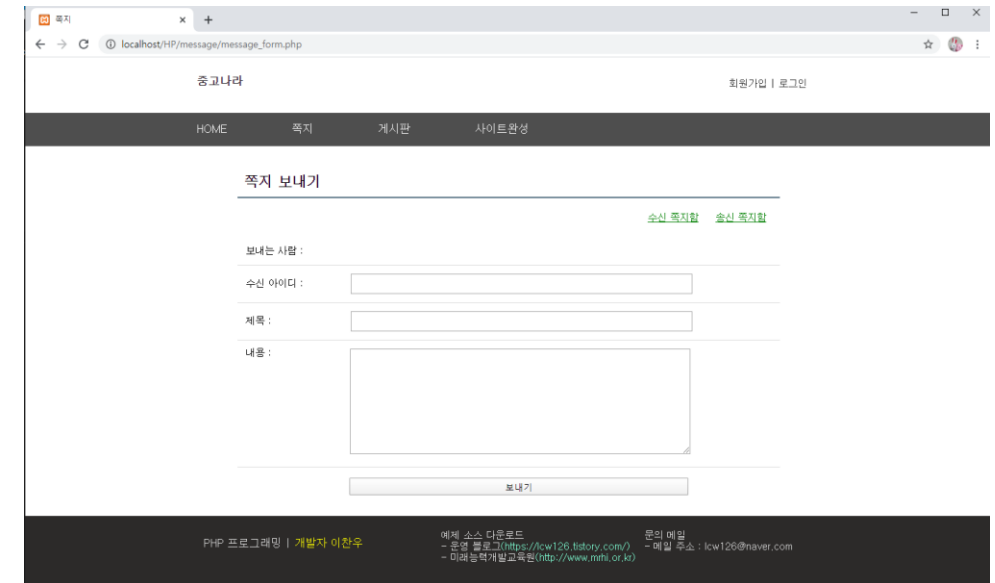 쪽지
localhost/HP/message/message_form.php
중고나라
회원가입 | 로그인
HOME 쪽지 게시판 사이트완성
쪽지 보내기
수신 쪽지함 송신 쪽지함
보내는 사람 :
수신 아이디 :
제목 :
내용 :
보내기
PHP 프로그래밍 | 개발자 이찬우
예제 소스 다운로드
- 운영 블로그(https://lcw126.tistory.com/)
- 미래능력개발교육원(http://www.mrhi.or.kr)
문의 메일
- 메일 주소 : lcw126@naver.com